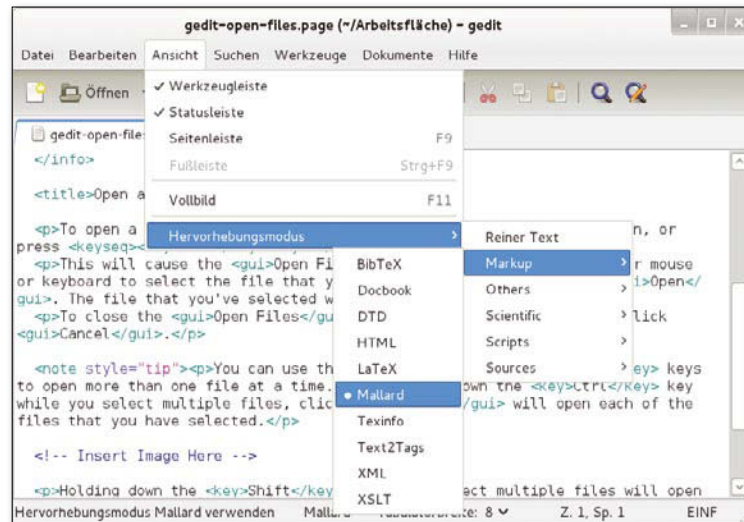 gedit-open-files.page (~/Arbeitsfläche) – gedit
Datei Bearbeiten Ansicht Suchen Werkzeuge Dokumente Hilfe
Öffnen
Werkzeugleiste
Statusleiste
Seitenleiste F9
Fußleiste Strg+F9
Vollbild F11
Hervorhebungsmodus
Reiner Text
Markup
Others
Scientific
Scripts
Sources
BibTeX
Docbook
DTD
HTML
LaTeX
Mallard
Texinfo
Text2Tags
XML
XSLT
gedit-open-file
</info>
<title>Open a
<p>To open a n, or
press <keyseq><
<p>This will cause the <gui>Open Fi r mouse
or keyboard to select the file that y i>Open</
gui>. The file that you've selected w
<p>To close the <gui>Open Files</gu lick
<gui>Cancel</gui>.</p>
<note style="tip"><p>You can use th ey> keys
to open more than one file at a time. own the <key>Ctrl</key> key
while you select multiple files, clic /gui> will open each of the
files that you have selected.</p>
<!-- Insert Image Here -->
<p>Holding down the <key>Shift</key ect multiple files will open
Hervorhebungsmodus Mallard verwenden Mallard Tabulatorbreite: 8 Z. 1, Sp. 1 EINF